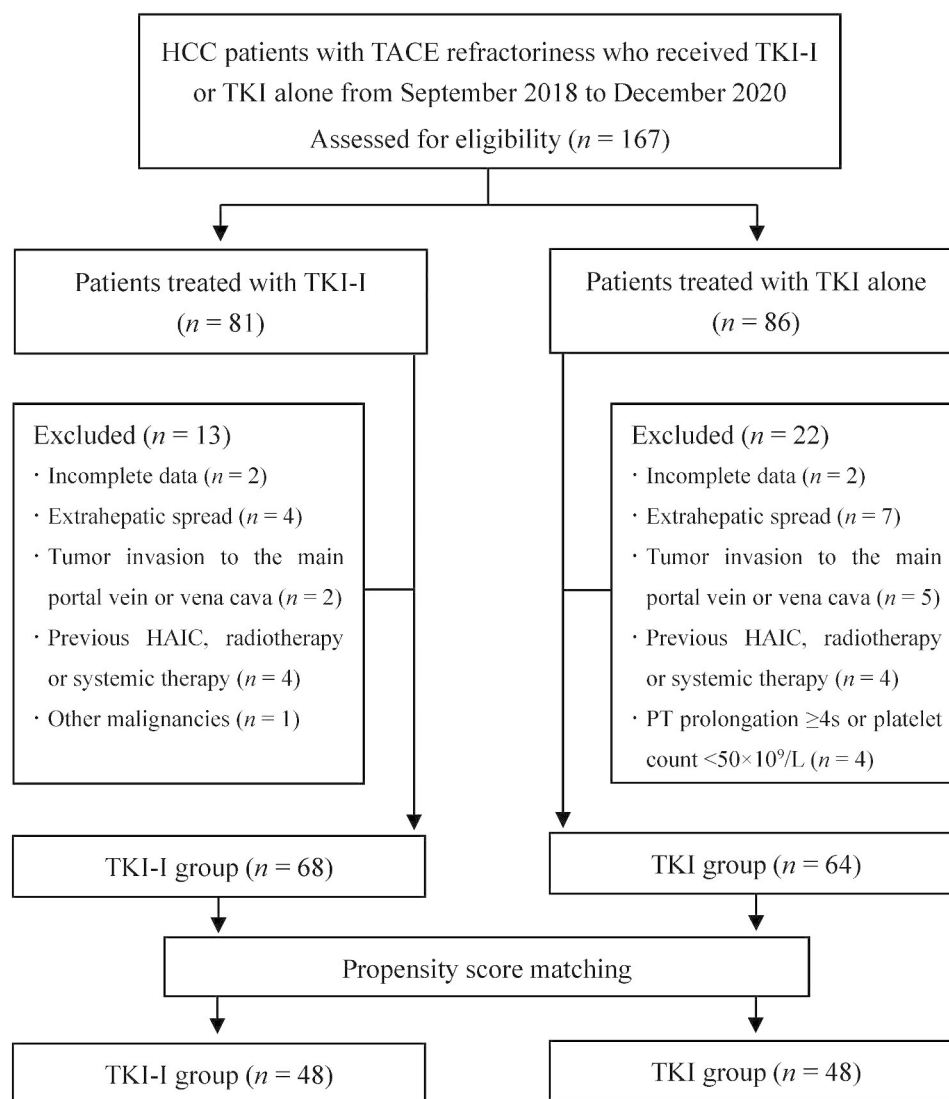 HCC patients with TACE refractoriness who received TKI-I
or TKI alone from September 2018 to December 2020
Assessed for eligibility (n = 167)
Patients treated with TKI-I
(n = 81)
Patients treated with TKI alone
(n = 86)
Excluded (n = 13)
· Incomplete data (n = 2)
· Extrahepatic spread (n = 4)
· Tumor invasion to the main
portal vein or vena cava (n = 2)
· Previous HAIC, radiotherapy
or systemic therapy (n = 4)
· Other malignancies (n = 1)
Excluded (n = 22)
· Incomplete data (n = 2)
· Extrahepatic spread (n = 7)
· Tumor invasion to the main
portal vein or vena cava (n = 5)
· Previous HAIC, radiotherapy
or systemic therapy (n = 4)
· PT prolongation ≥4s or platelet
count <50×10⁹/L (n = 4)
TKI-I group (n = 68)
TKI group (n = 64)
Propensity score matching
TKI-I group (n = 48)
TKI group (n = 48)